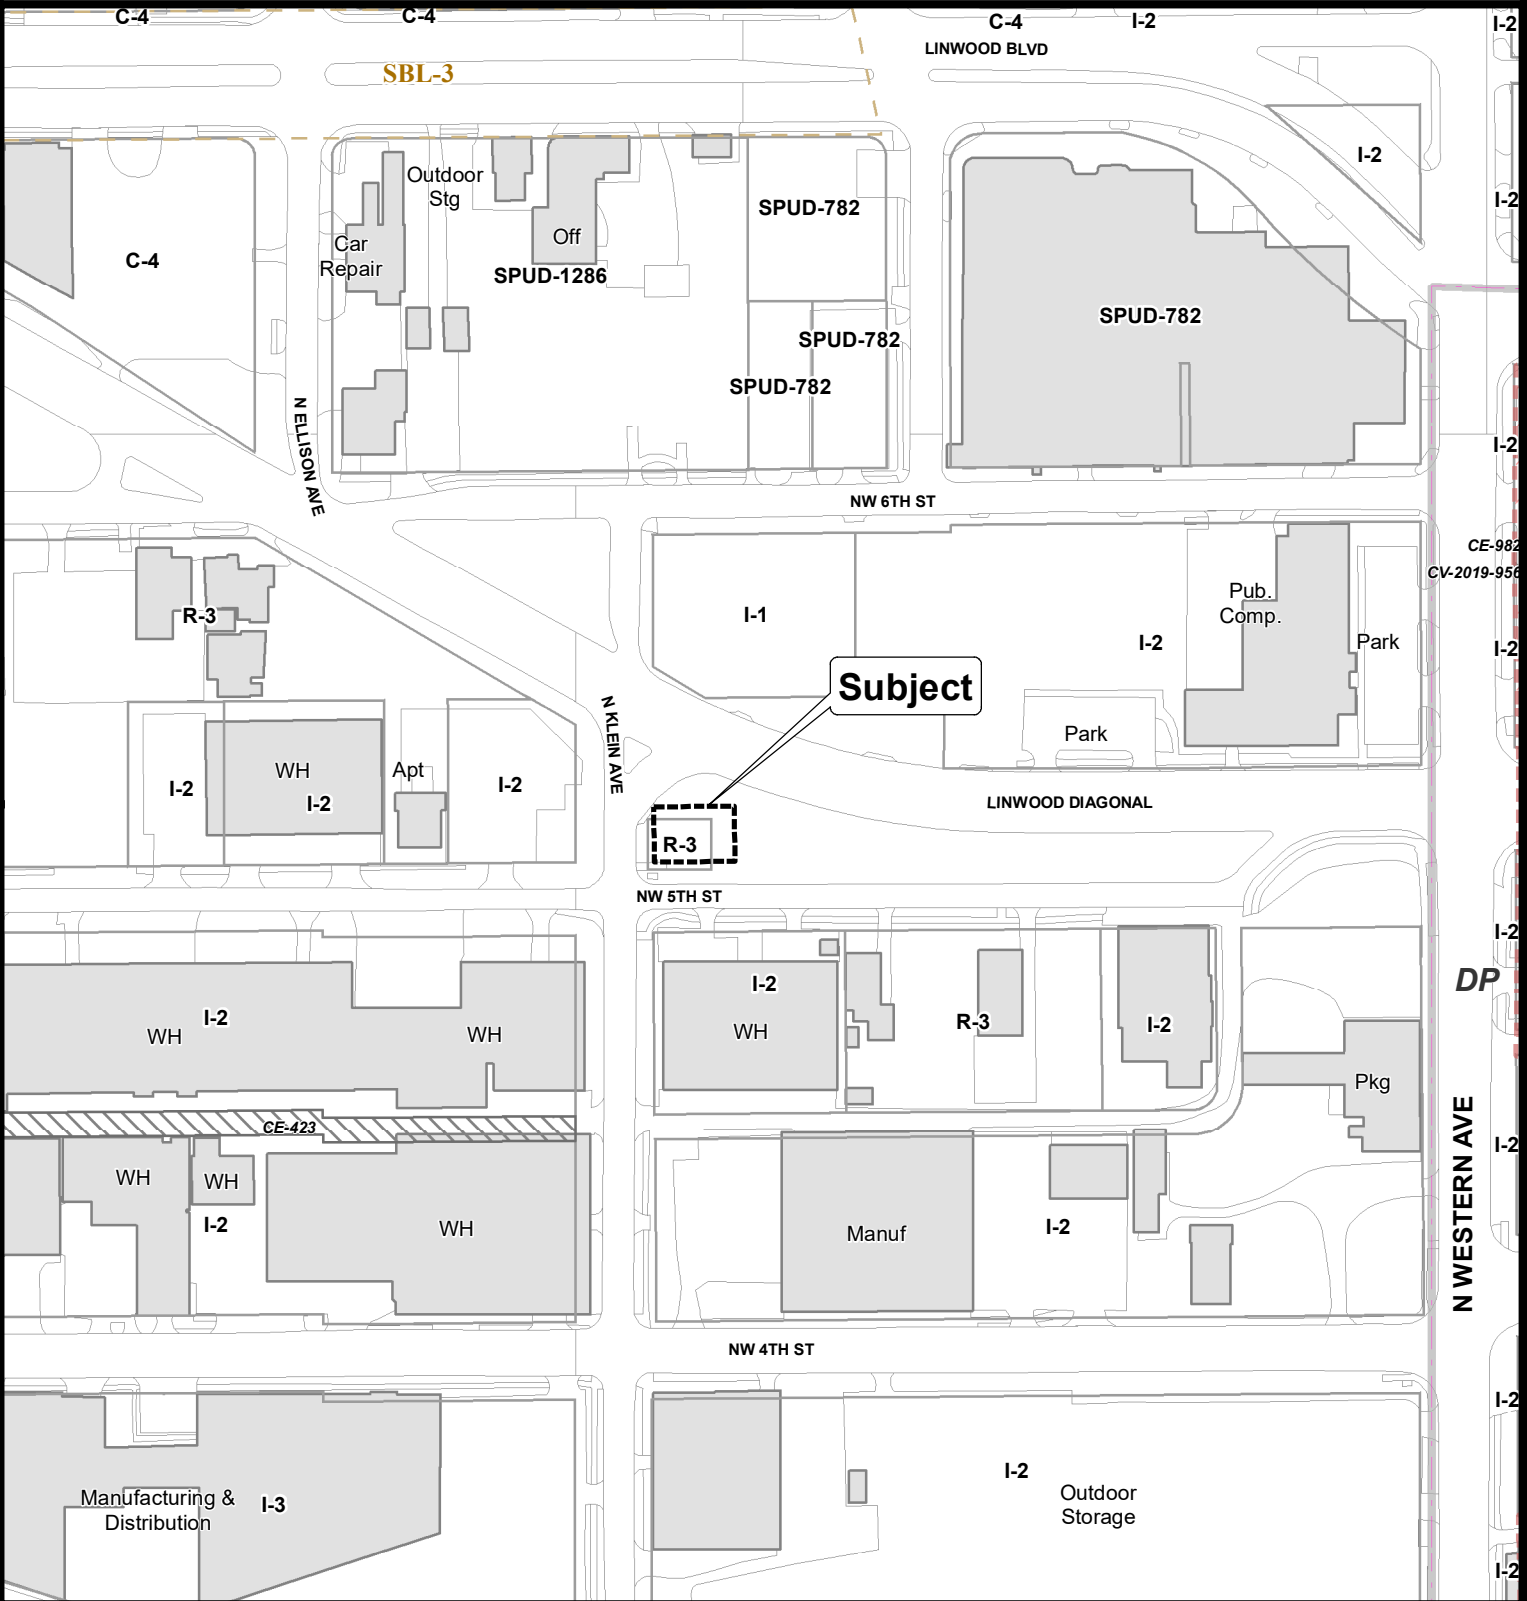 C-4
C-4
C-4
I-2
I-2
LINWOOD BLVD
SBL-3
I-2
Outdoor
Stg
I-2
SPUD-782
Car
Repair
Off
C-4
SPUD-1286
SPUD-782
SPUD-782
SPUD-782
N ELLISON AVE
I-2
NW 6TH ST
CE-982
CV-2019-956
R-3
I-1
Pub.
Comp.
I-2
Park
I-2
Subject
N KLEIN AVE
Park
WH
Apt
I-2
I-2
I-2
LINWOOD DIAGONAL
R-3
NW 5TH ST
I-2
I-2
DP
I-2
WH
WH
WH
R-3
I-2
Pkg
CE-423
I-2
WH
WH
I-2
WH
Manuf
I-2
N WESTERN AVE
NW 4TH ST
I-2
I-2
Manufacturing &
Distribution
I-3
Outdoor
Storage
I-2